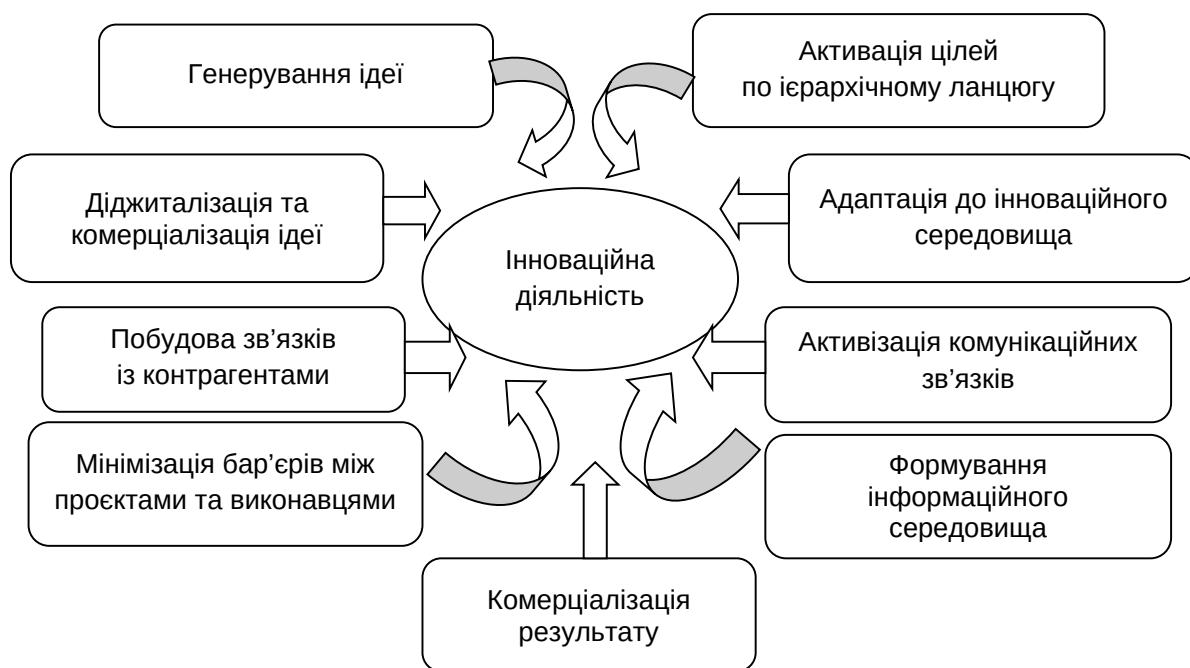 Генерування ідеї
Активація цілей
по ієрархічному ланцюгу
Діджиталізація та
комерціалізація ідеї
Адаптація до інноваційного
середовища
Інноваційна
діяльність
Побудова зв’язків
із контрагентами
Активізація комунікаційних
зв’язків
Мінімізація бар’єрів між
проєктами та виконавцями
Формування
інформаційного
середовища
Комерціалізація
результату